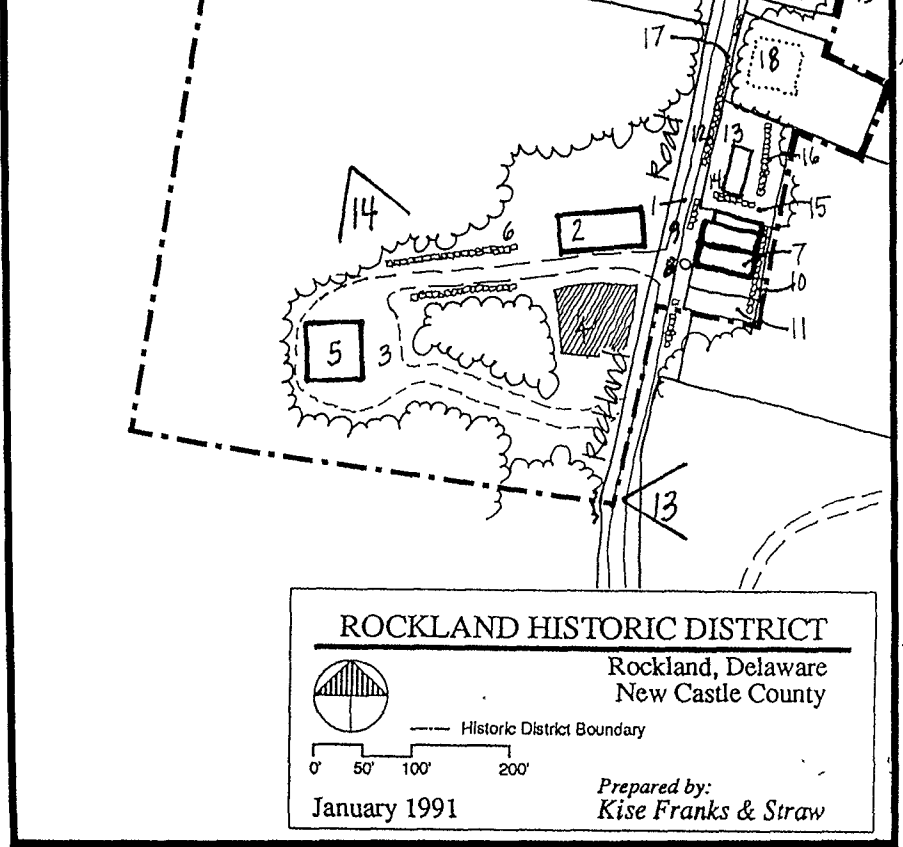 17
18
Road
12
13
16
14
14
15
1
9
6
2
7
8
10
4
11
5
3
Rockland
13
ROCKLAND HISTORIC DISTRICT
Rockland, Delaware
New Castle County
Historic District Boundary
0' 50' 100' 200'
January 1991
Prepared by:
Kise Franks & Straw